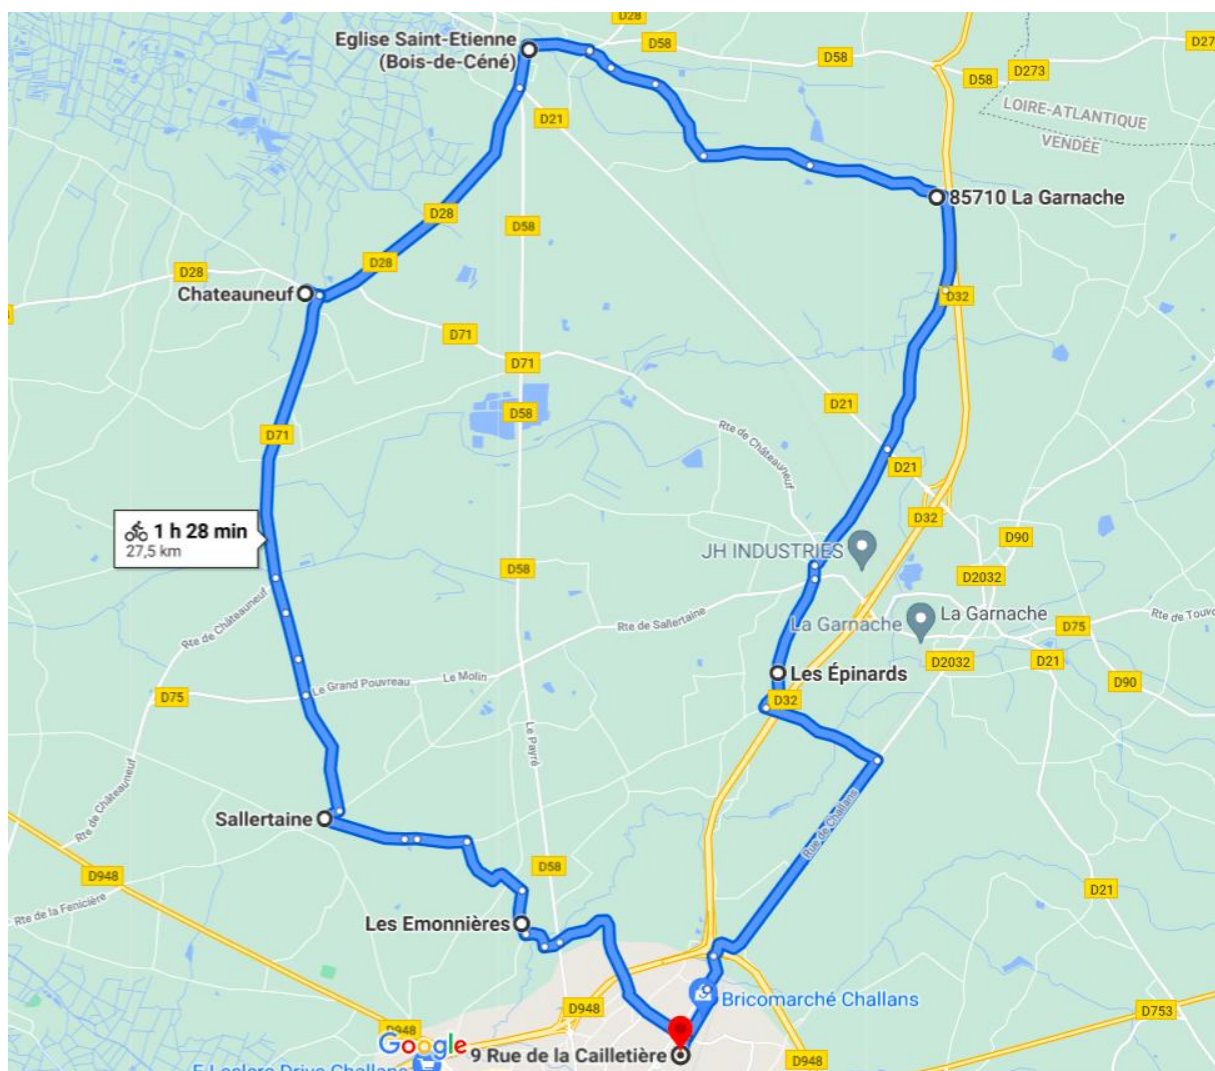 D28
Eglise Saint-Etienne
(Bois-de-Céné)
D58
D58
D27
D273
D58
LOIRE-ATLANTIQUE
VENDÉE
D21
85710 La Garnache
D28
D58
D28
D28
Chateauneuf
D32
D71
D71
D58
D21
D71
Rte de Châteauneuf
D21
D32
1 h 28 min
27,5 km
JH INDUSTRIES
D90
D58
D2032
Rte de Châteauneuf
Rte de Sallertaine
La Garnache
La Garnache
Rte de Touvo
D75
D2032
D21
Les Épinards
D90
Le Grand Pouvreau
Le Molin
D75
D32
Le Payré
Rte de Châteauneuf
Sallertaine
Rue de Challans
D58
D948
D21
Rte de la Fenicière
Les Emonnières
Bricomarché Challans
D948
D753
D948
Google
9 Rue de la Cailletière
D948
E.Leclerc Drive Challans